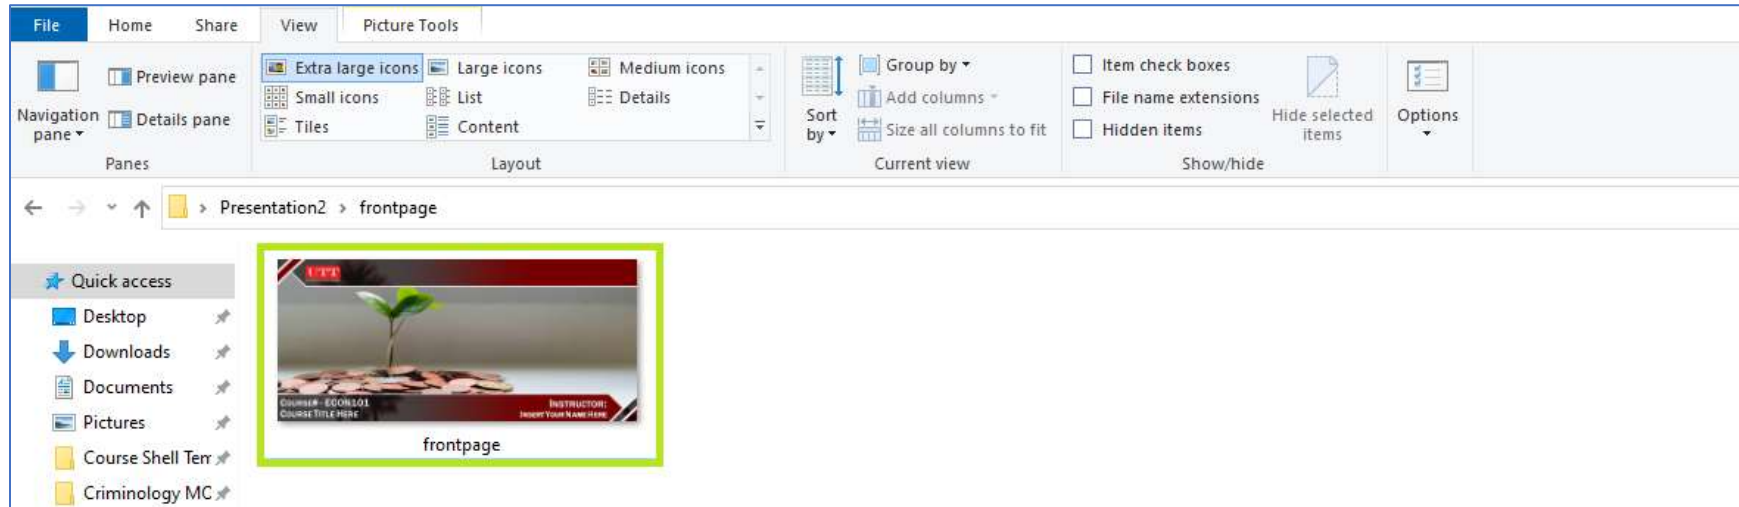 File Home Share View Picture Tools
Navigation pane
Preview pane
Details pane
Panes
Extra large icons Large icons Medium icons
Small icons List Details
Tiles Content
Layout
Sort by
Group by
Add columns
Size all columns to fit
Current view
Item check boxes
File name extensions
Hidden items
Hide selected items
Show/hide
Options
Presentation2 > frontpage
Quick access
Desktop
Downloads
Documents
Pictures
Course Shell Tem
Criminology MC
UTT
Course# - ECON101
Course Title Here
Instructor:
Insert Your Name Here
frontpage